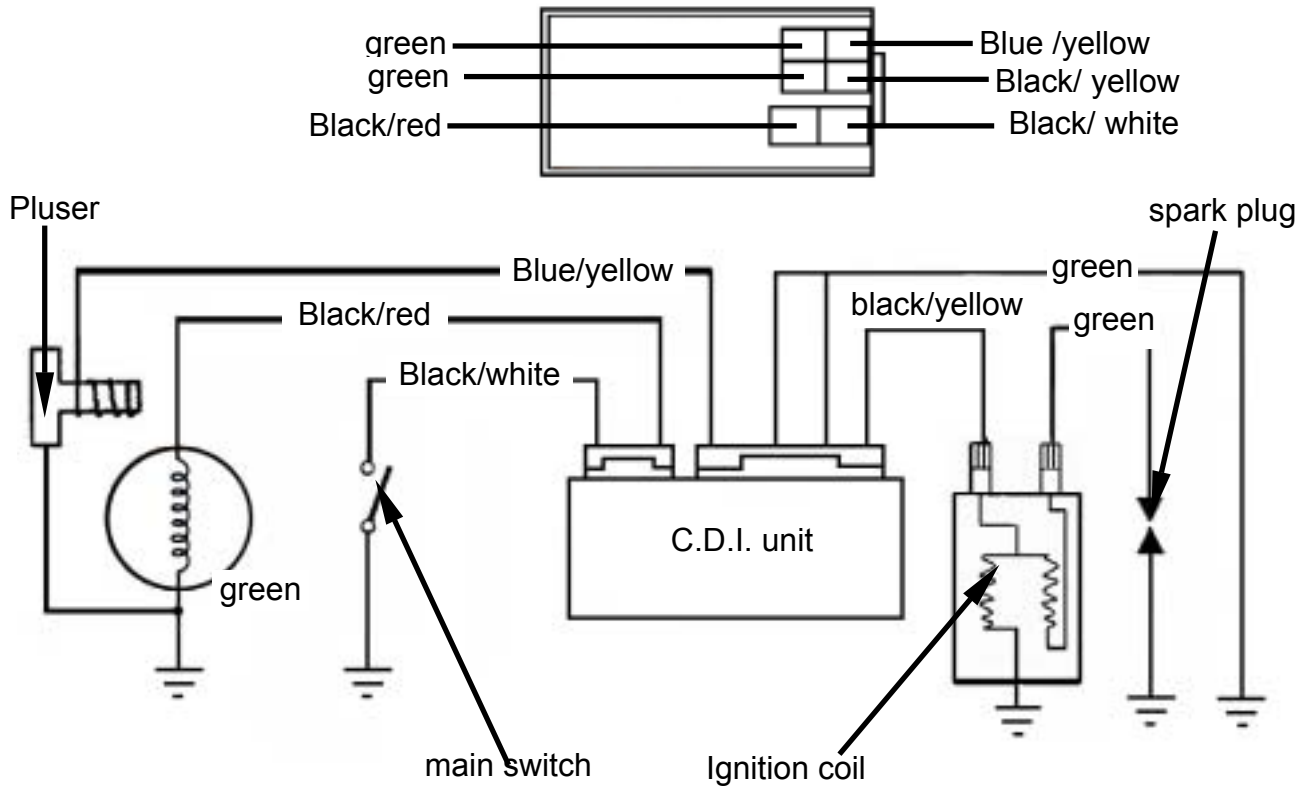 green
Blue /yellow
green
Black/ yellow
Black/red
Black/ white
Pluser
spark plug
Blue/yellow
green
Black/red
black/yellow
green
Black/white
C.D.I. unit
green
main switch
Ignition coil